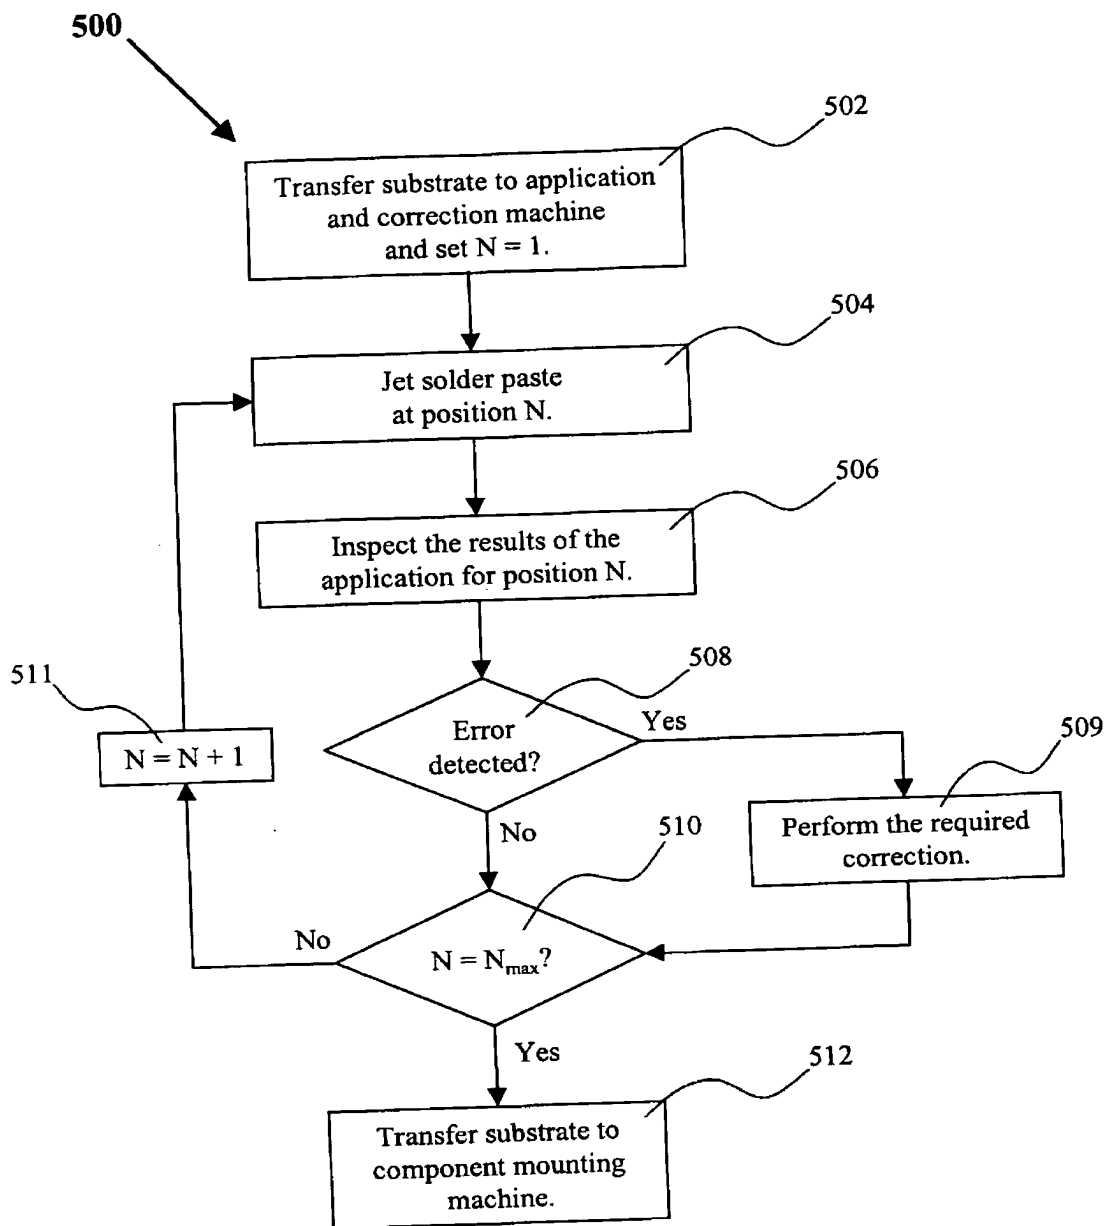 500
502
Transfer substrate to application
and correction machine
and set N = 1.
504
Jet solder paste
at position N.
506
Inspect the results of the
application for position N.
511
N = N + 1
508
Error
detected?
Yes
509
Perform the required
correction.
No
510
No
N = Nmax?
Yes
512
Transfer substrate to
component mounting
machine.